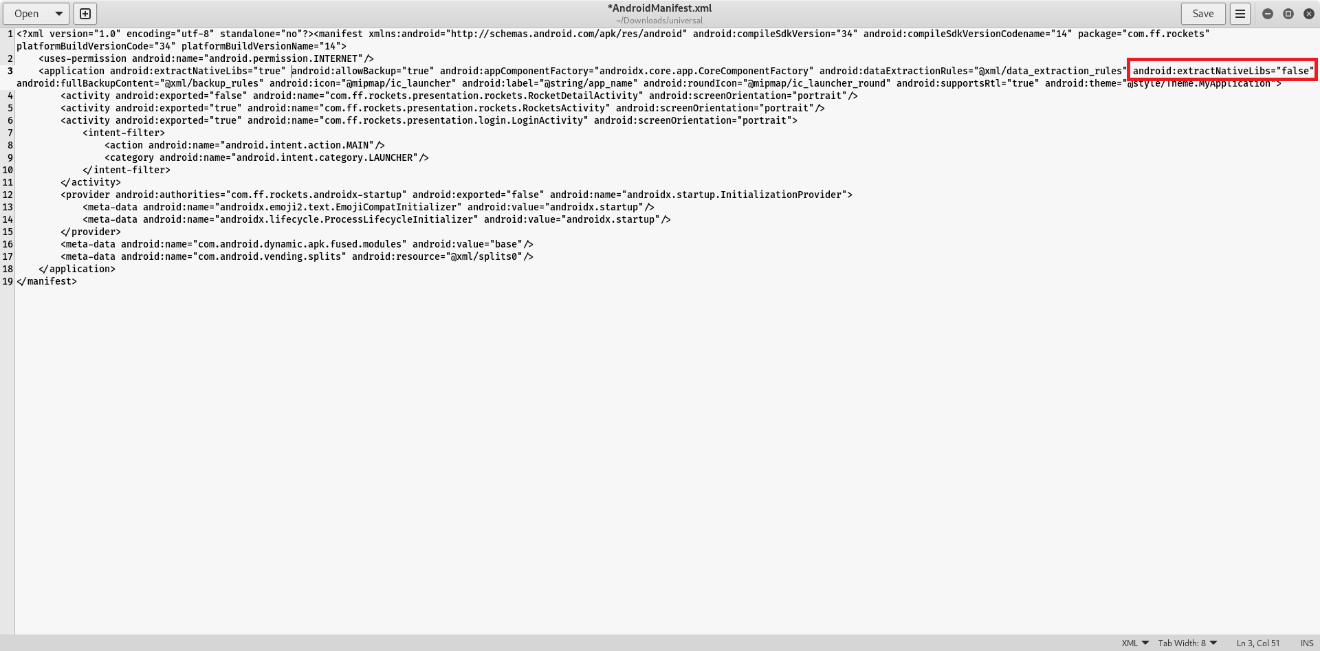 Open
*AndroidManifest.xml
~/Downloads/universal
Save
1 <?xml version="1.0" encoding="utf-8" standalone="no"?><manifest xmlns:android="http://schemas.android.com/apk/res/android" android:compileSdkVersion="34" android:compileSdkVersionCodename="14" package="com.ff.rockets"
platformBuildVersionCode="34" platformBuildVersionName="14">
2 <uses-permission android:name="android.permission.INTERNET"/>
3 <application android:extractNativeLibs="true" android:allowBackup="true" android:appComponentFactory="androidx.core.app.CoreComponentFactory" android:dataExtractionRules="@xml/data_extraction_rules" android:extractNativeLibs="false"
android:fullBackupContent="@xml/backup_rules" android:icon="@mipmap/ic_launcher" android:label="@string/app_name" android:roundIcon="@mipmap/ic_launcher_round" android:supportsRtl="true" android:theme="@style/Theme.MyApplication">
4 <activity android:exported="false" android:name="com.ff.rockets.presentation.rockets.RocketDetailActivity" android:screenOrientation="portrait"/>
5 <activity android:exported="true" android:name="com.ff.rockets.presentation.rockets.RocketsActivity" android:screenOrientation="portrait"/>
6 <activity android:exported="true" android:name="com.ff.rockets.presentation.login.LoginActivity" android:screenOrientation="portrait">
7 <intent-filter>
8 <action android:name="android.intent.action.MAIN"/>
9 <category android:name="android.intent.category.LAUNCHER"/>
10 </intent-filter>
11 </activity>
12 <provider android:authorities="com.ff.rockets.androidx-startup" android:exported="false" android:name="androidx.startup.InitializationProvider">
13 <meta-data android:name="androidx.emoji2.text.EmojiCompatInitializer" android:value="androidx.startup"/>
14 <meta-data android:name="androidx.lifecycle.ProcessLifecycleInitializer" android:value="androidx.startup"/>
15 </provider>
16 <meta-data android:name="com.android.dynamic.apk.fused.modules" android:value="base"/>
17 <meta-data android:name="com.android.vending.splits" android:resource="@xml/splits0"/>
18 </application>
19 </manifest>
XML Tab Width: 8 Ln 3, Col 51 INS